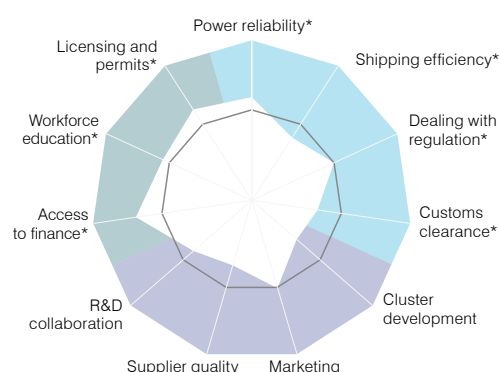 Power reliability*
Licensing and
permits*
Shipping efficiency*
Workforce
education*
Dealing with
regulation*
Access
to finance*
Customs
clearance*
R&D
collaboration
Cluster
development
Supplier quality
Marketing